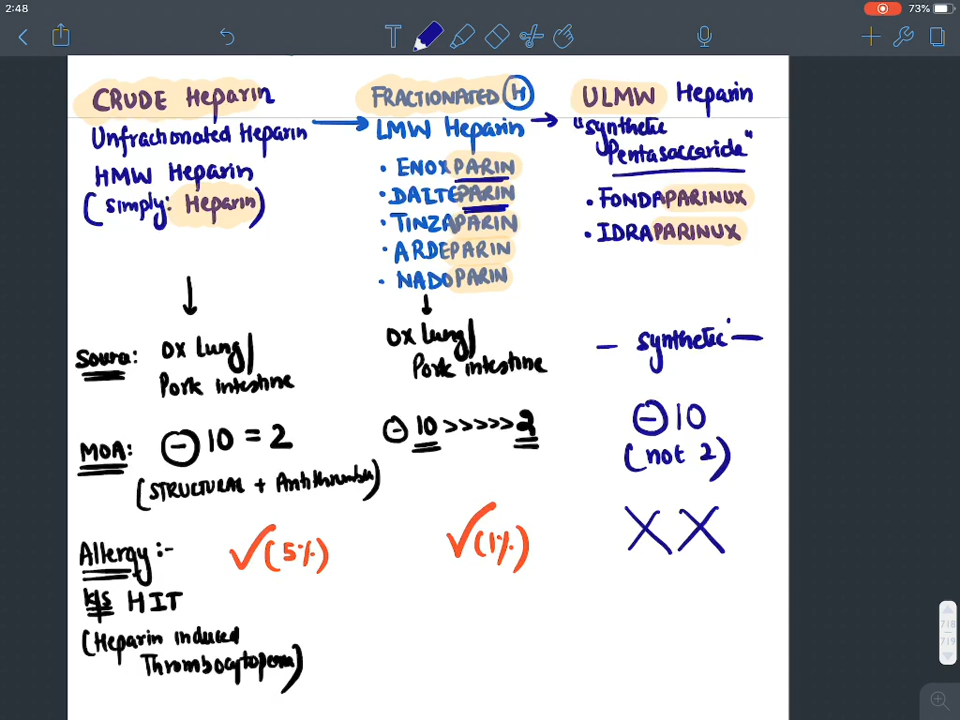 2:48
73%
T
CRUDE Heparin
Unfractionated Heparin
HMW Heparin
(Simply: Heparin)
FRACTIONATED H
LMW Heparin
• ENOXPARIN
• DALTEPARIN
• TINZAPARIN
• ARDEPARIN
• NADOPARIN
ULMW Heparin
"synthetic
Pentasaccaride"
• FONDAPARINUX
• IDRAPARINUX
Source: Ox lung/
Pork intestine
Ox lung/
Pork intestine
— synthetic —
MOA: ⊖ 10 = 2
(STRUCTURAL + Antithrombin)
⊖ 10 >>>>> 2
⊖ 10
(not 2)
Allergy :- ✓(5%)
✓(1%)
X X
k/s HIT
(Heparin induced
Thrombocytopenia)
718
719